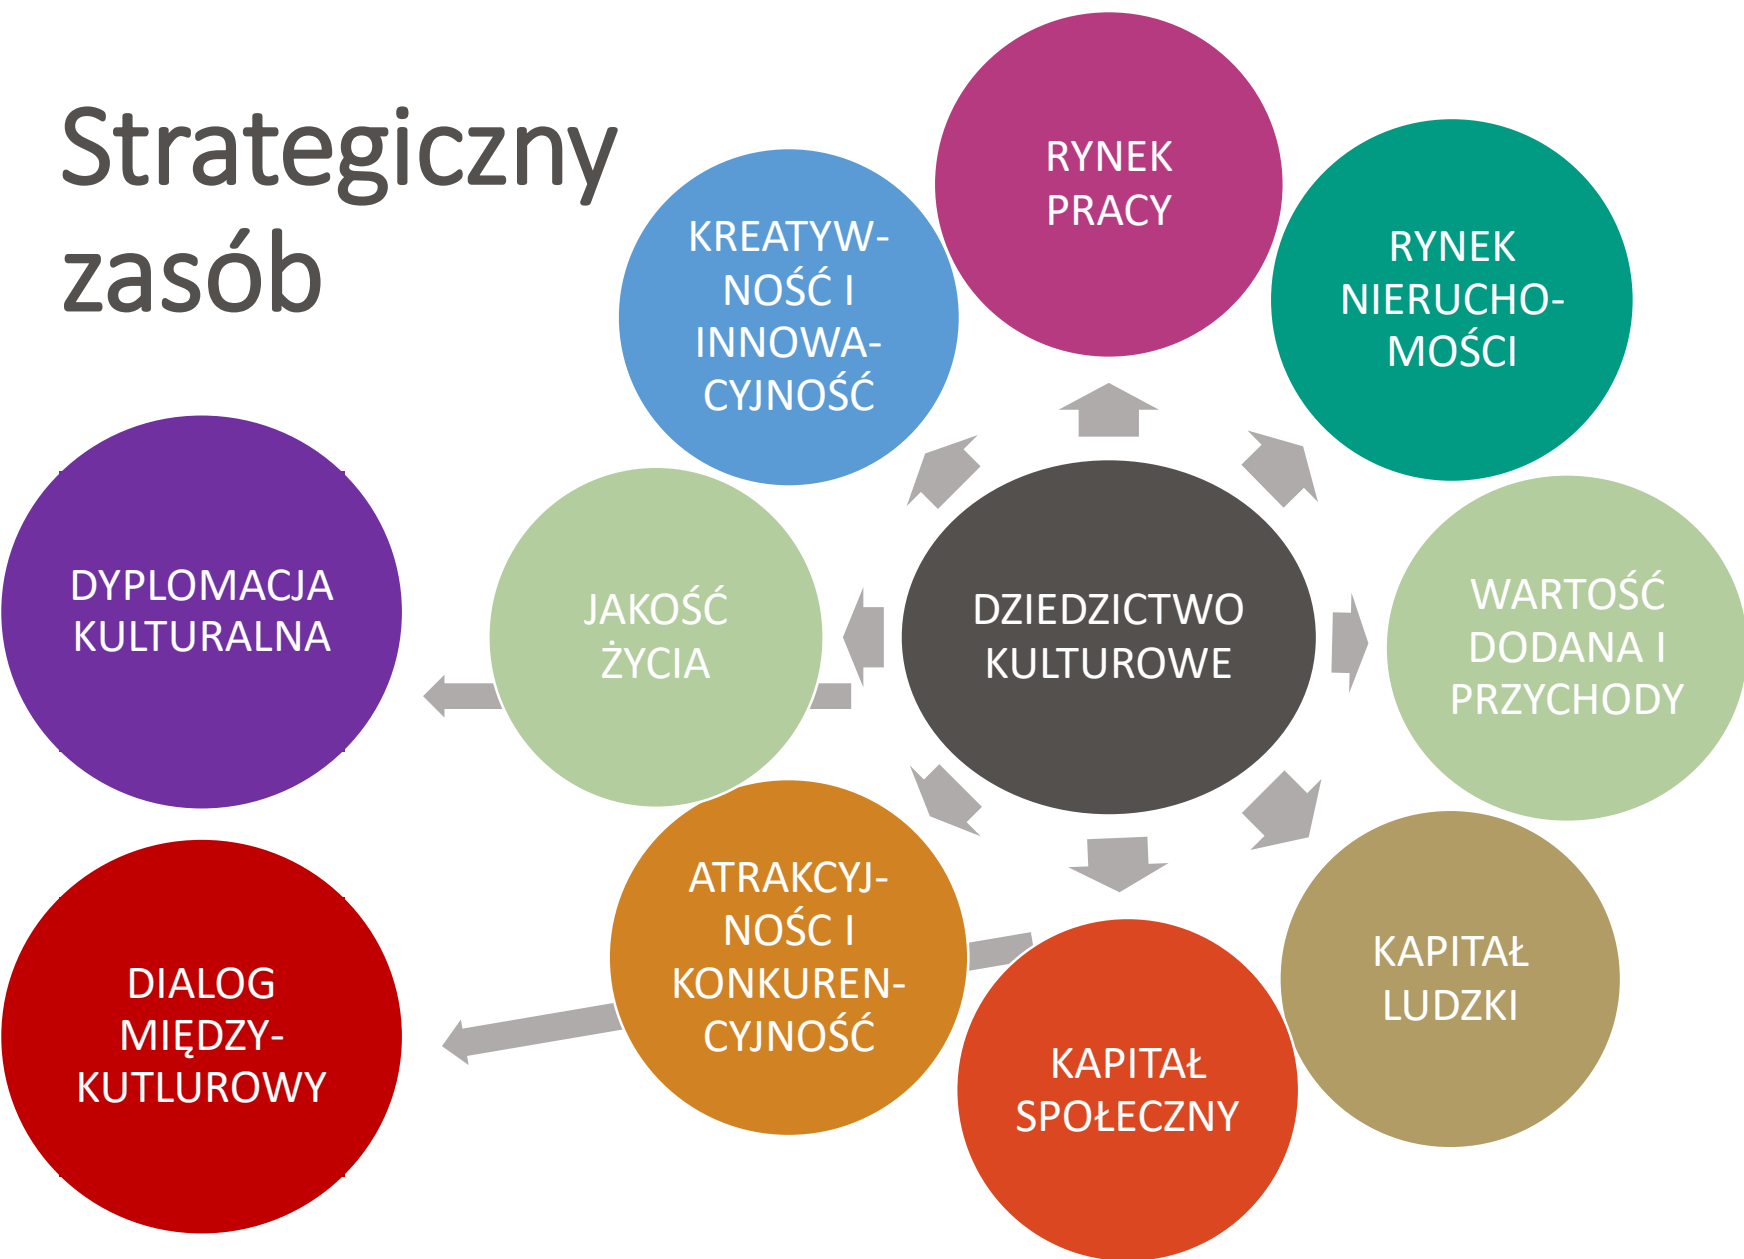 Strategiczny
zasób
RYNEK
PRACY
RYNEK
NIERUCHO-
MOŚCI
WARTOŚĆ
DODANA I
PRZYCHODY
KAPITAŁ
LUDZKI
KAPITAŁ
SPOŁECZNY
ATRAKCYJ-
NOŚC I
KONKUREN-
CYJNOŚĆ
JAKOŚĆ
ŻYCIA
KREATYW-
NOŚĆ I
INNOWA-
CYJNOŚĆ
DZIEDZICTWO
KULTUROWE
DYPLOMACJA
KULTURALNA
DIALOG
MIĘDZY-
KUTLUROWY